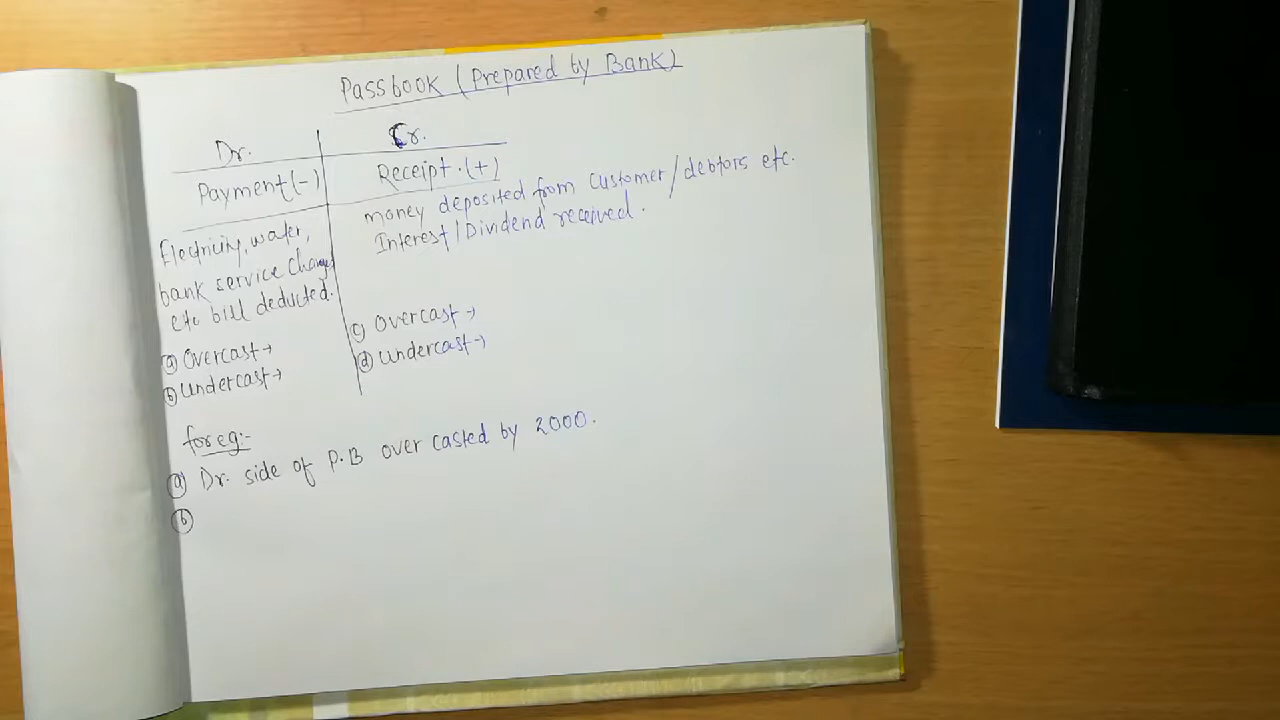 Passbook (Prepared by Bank)
Dr.
Cr.
Payment (-)
Receipt. (+)
Electricity, water,
bank service charges
etc bill deducted.
money deposited from customer/debtors etc.
Interest/Dividend received.
(a) Overcast →
(b) Undercast →
(c) Overcast →
(d) Undercast →
for eg:-
(a) Dr. side of P.B over casted by 2000.
(b)